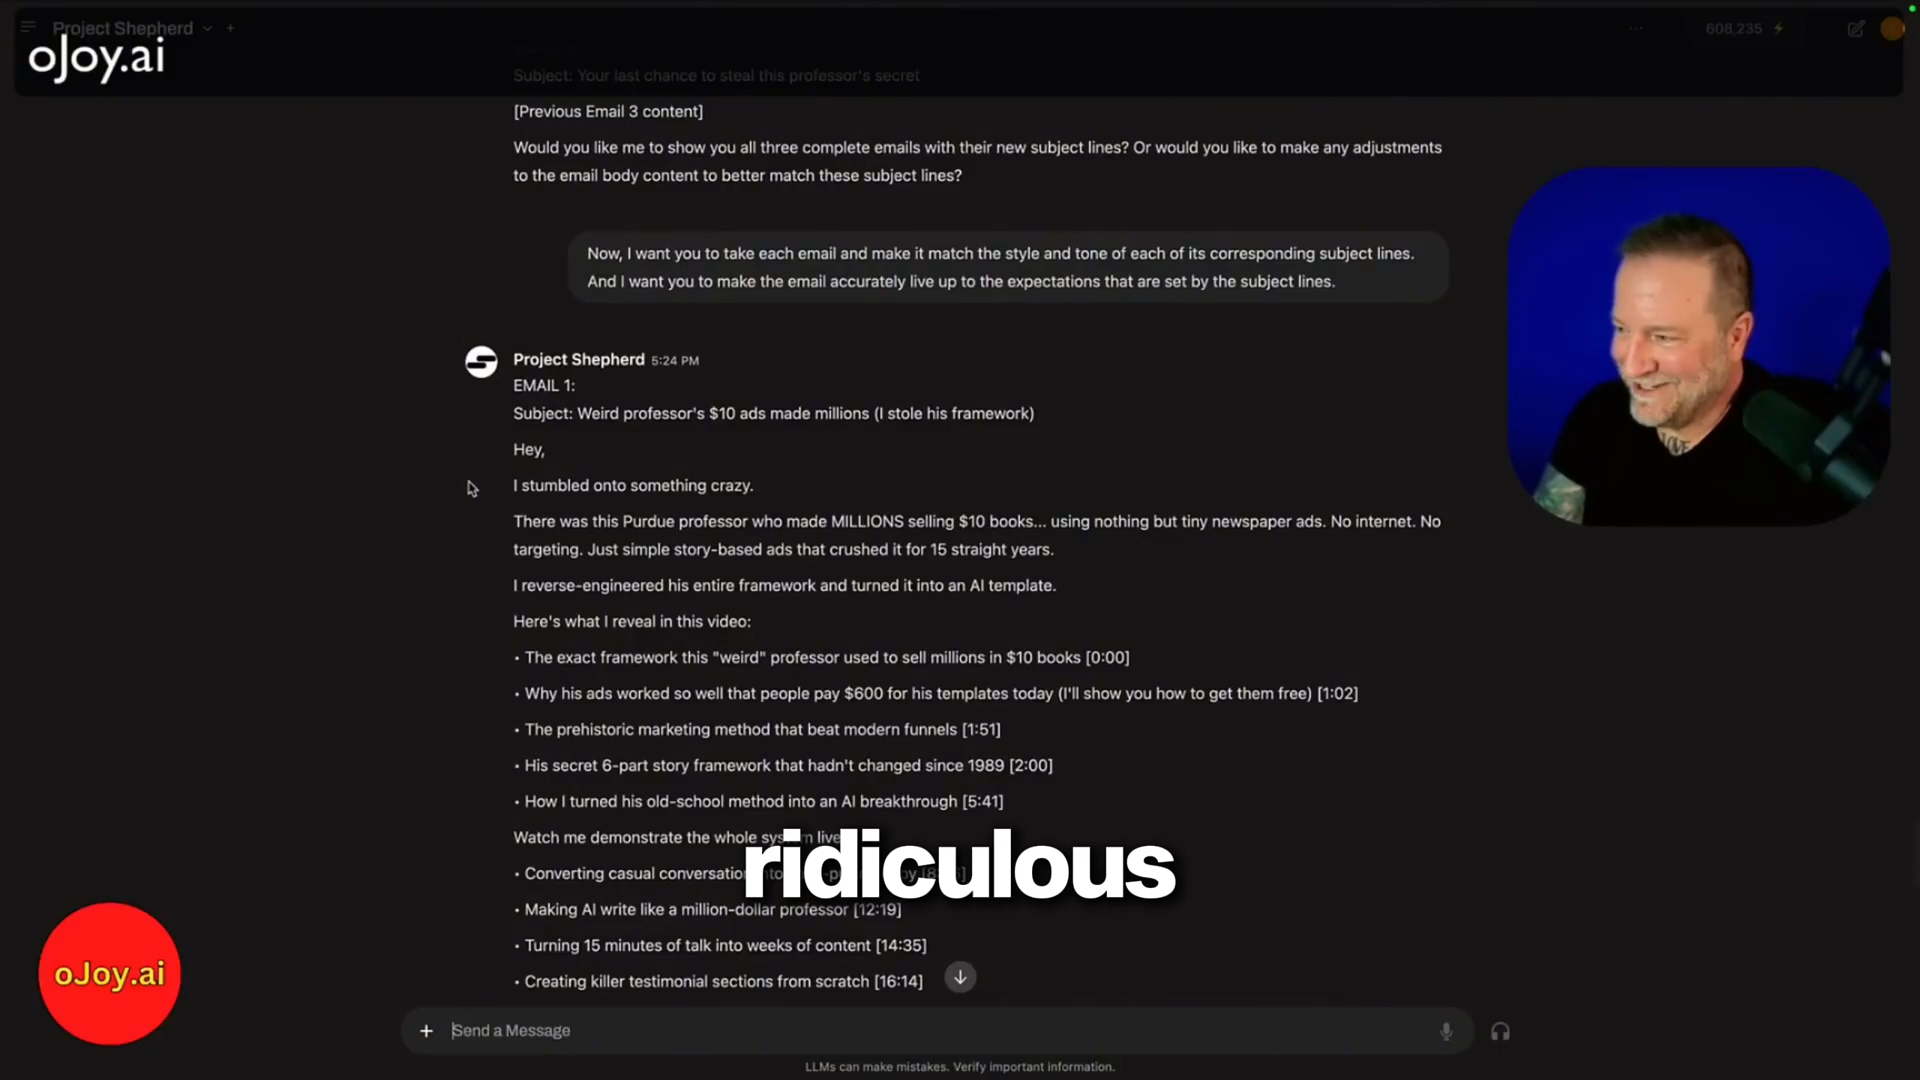 Project Shepherd
608,235
oJoy.ai
Subject: Your last chance to steal this professor's secret
[Previous Email 3 content]
Would you like me to show you all three complete emails with their new subject lines? Or would you like to make any adjustments
to the email body content to better match these subject lines?
Now, I want you to take each email and make it match the style and tone of each of its corresponding subject lines.
And I want you to make the email accurately live up to the expectations that are set by the subject lines.
Project Shepherd 5:24 PM
EMAIL 1:
Subject: Weird professor's $10 ads made millions (I stole his framework)
Hey,
I stumbled onto something crazy.
There was this Purdue professor who made MILLIONS selling $10 books... using nothing but tiny newspaper ads. No internet. No
targeting. Just simple story-based ads that crushed it for 15 straight years.
I reverse-engineered his entire framework and turned it into an AI template.
Here's what I reveal in this video:
• The exact framework this "weird" professor used to sell millions in $10 books [0:00]
• Why his ads worked so well that people pay $600 for his templates today (I'll show you how to get them free) [1:02]
• The prehistoric marketing method that beat modern funnels [1:51]
• His secret 6-part story framework that hadn't changed since 1989 [2:00]
• How I turned his old-school method into an AI breakthrough [5:41]
Watch me demonstrate the whole system live
ridiculous
• Converting casual conversation
• Making AI write like a million-dollar professor [12:19]
• Turning 15 minutes of talk into weeks of content [14:35]
• Creating killer testimonial sections from scratch [16:14]
oJoy.ai
Send a Message
LLMs can make mistakes. Verify important information.
LOVE